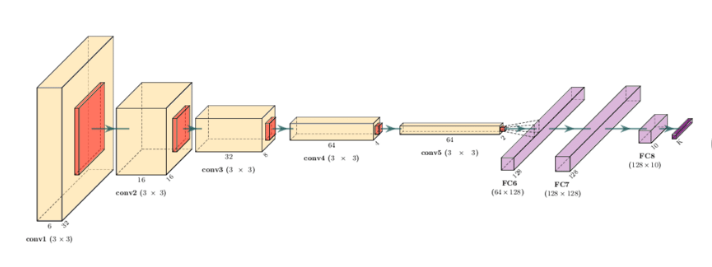 6 32
conv1 (3 × 3)
16 16
conv2 (3 × 3)
32 8
conv3 (3 × 3)
64 4
conv4 (3 × 3)
64 2
conv5 (3 × 3)
128
FC6
(64 × 128)
128
FC7
(128 × 128)
10
FC8
(128 × 10)
K